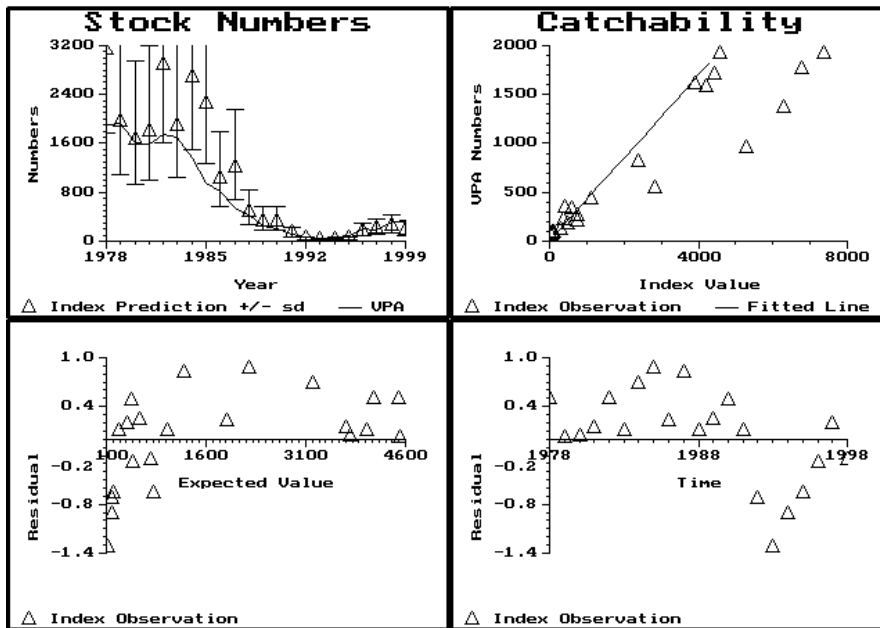 Stock Numbers
3200
2400
1600
800
0
Numbers
1978
1985
1992
1999
Year
△ Index Prediction +/- sd — VPA
Catchability
2000
1500
1000
500
0
VPA Numbers
0
4000
8000
Index Value
△ Index Observation — Fitted Line
1.0
0.4
-0.2
-0.8
-1.4
Residual
100
1600
3100
4600
Expected Value
△ Index Observation
1.0
0.4
-0.2
-0.8
-1.4
Residual
1978
1988
1998
Time
△ Index Observation